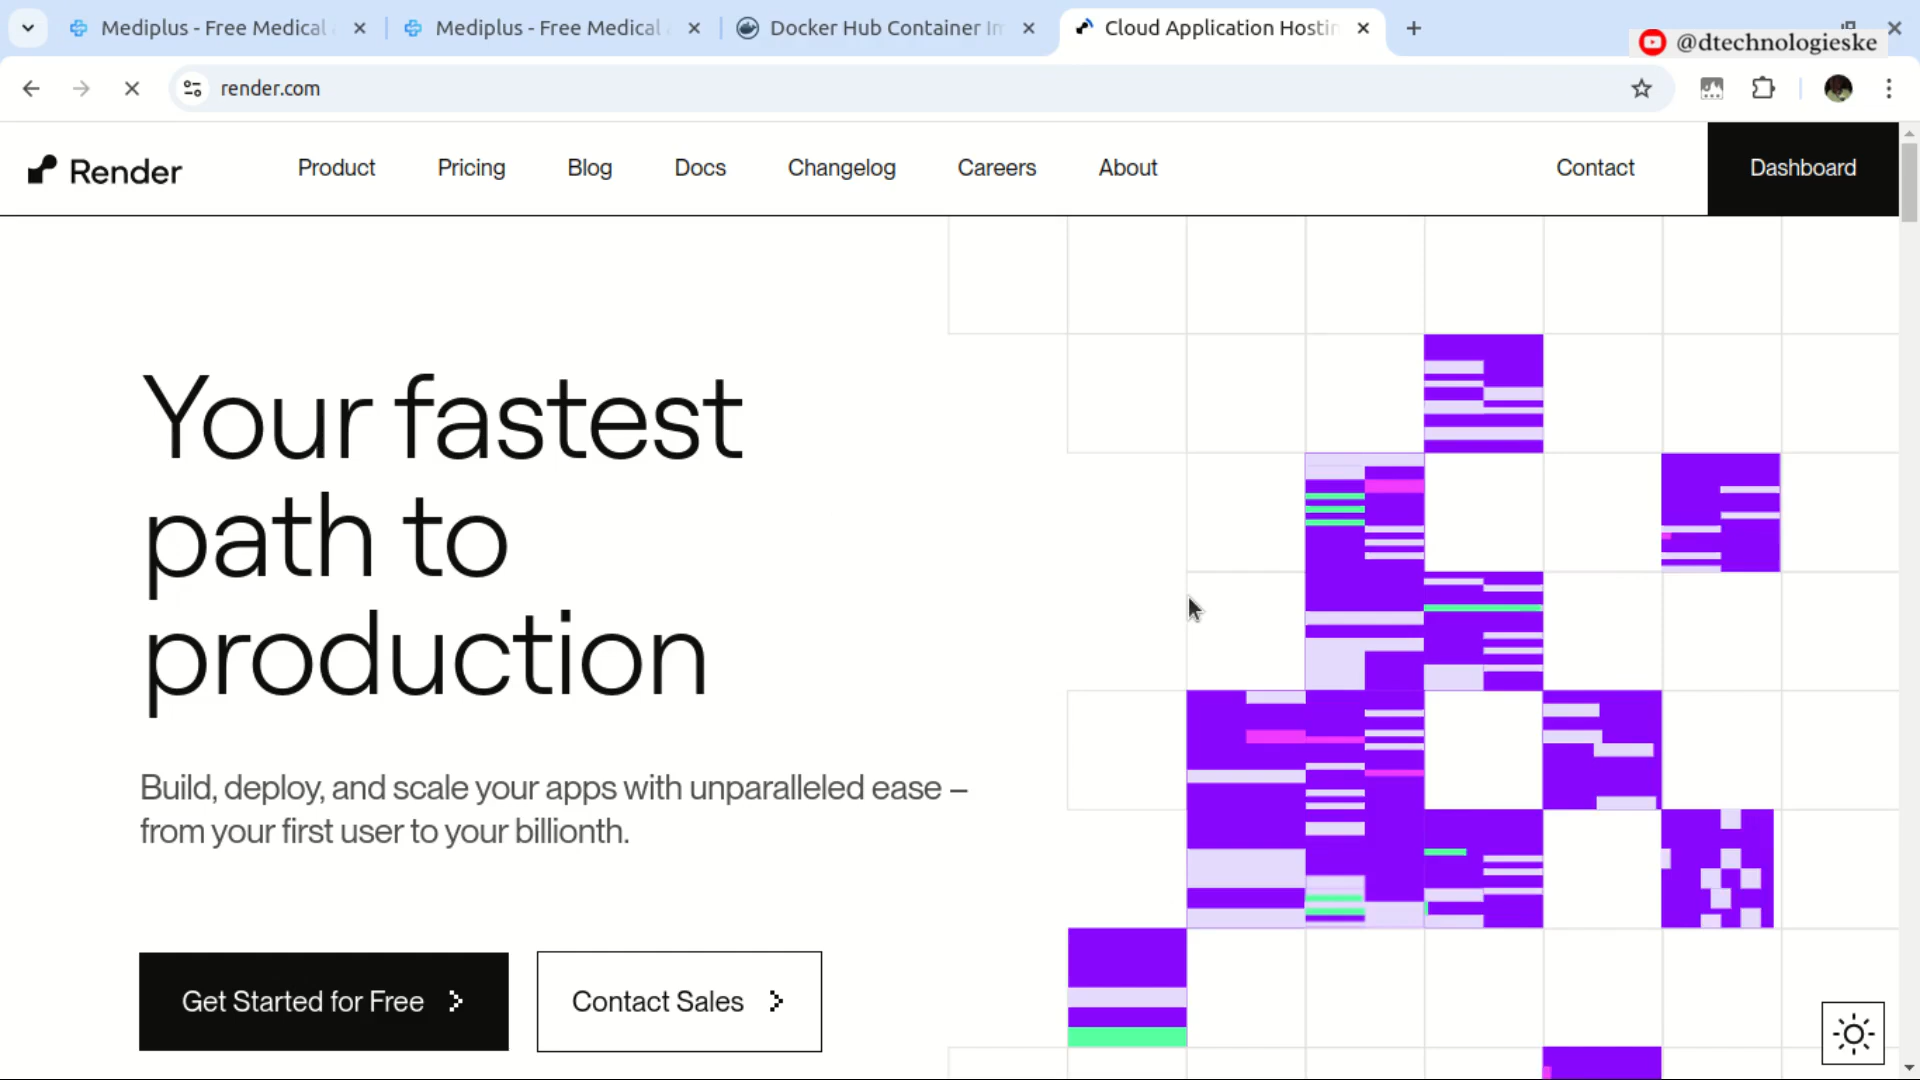 Mediplus - Free Medical
Mediplus - Free Medical
Docker Hub Container Im
Cloud Application Hostin
@dtechnologieske
render.com
Render
Product
Pricing
Blog
Docs
Changelog
Careers
About
Contact
Dashboard
Your fastest
path to
production
Build, deploy, and scale your apps with unparalleled ease –
from your first user to your billionth.
Get Started for Free
Contact Sales